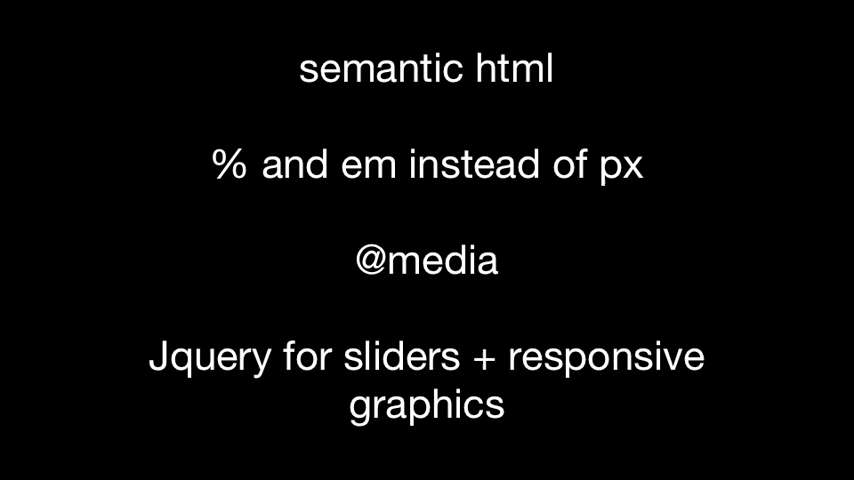 semantic html
% and em instead of px
@media
Jquery for sliders + responsive
graphics